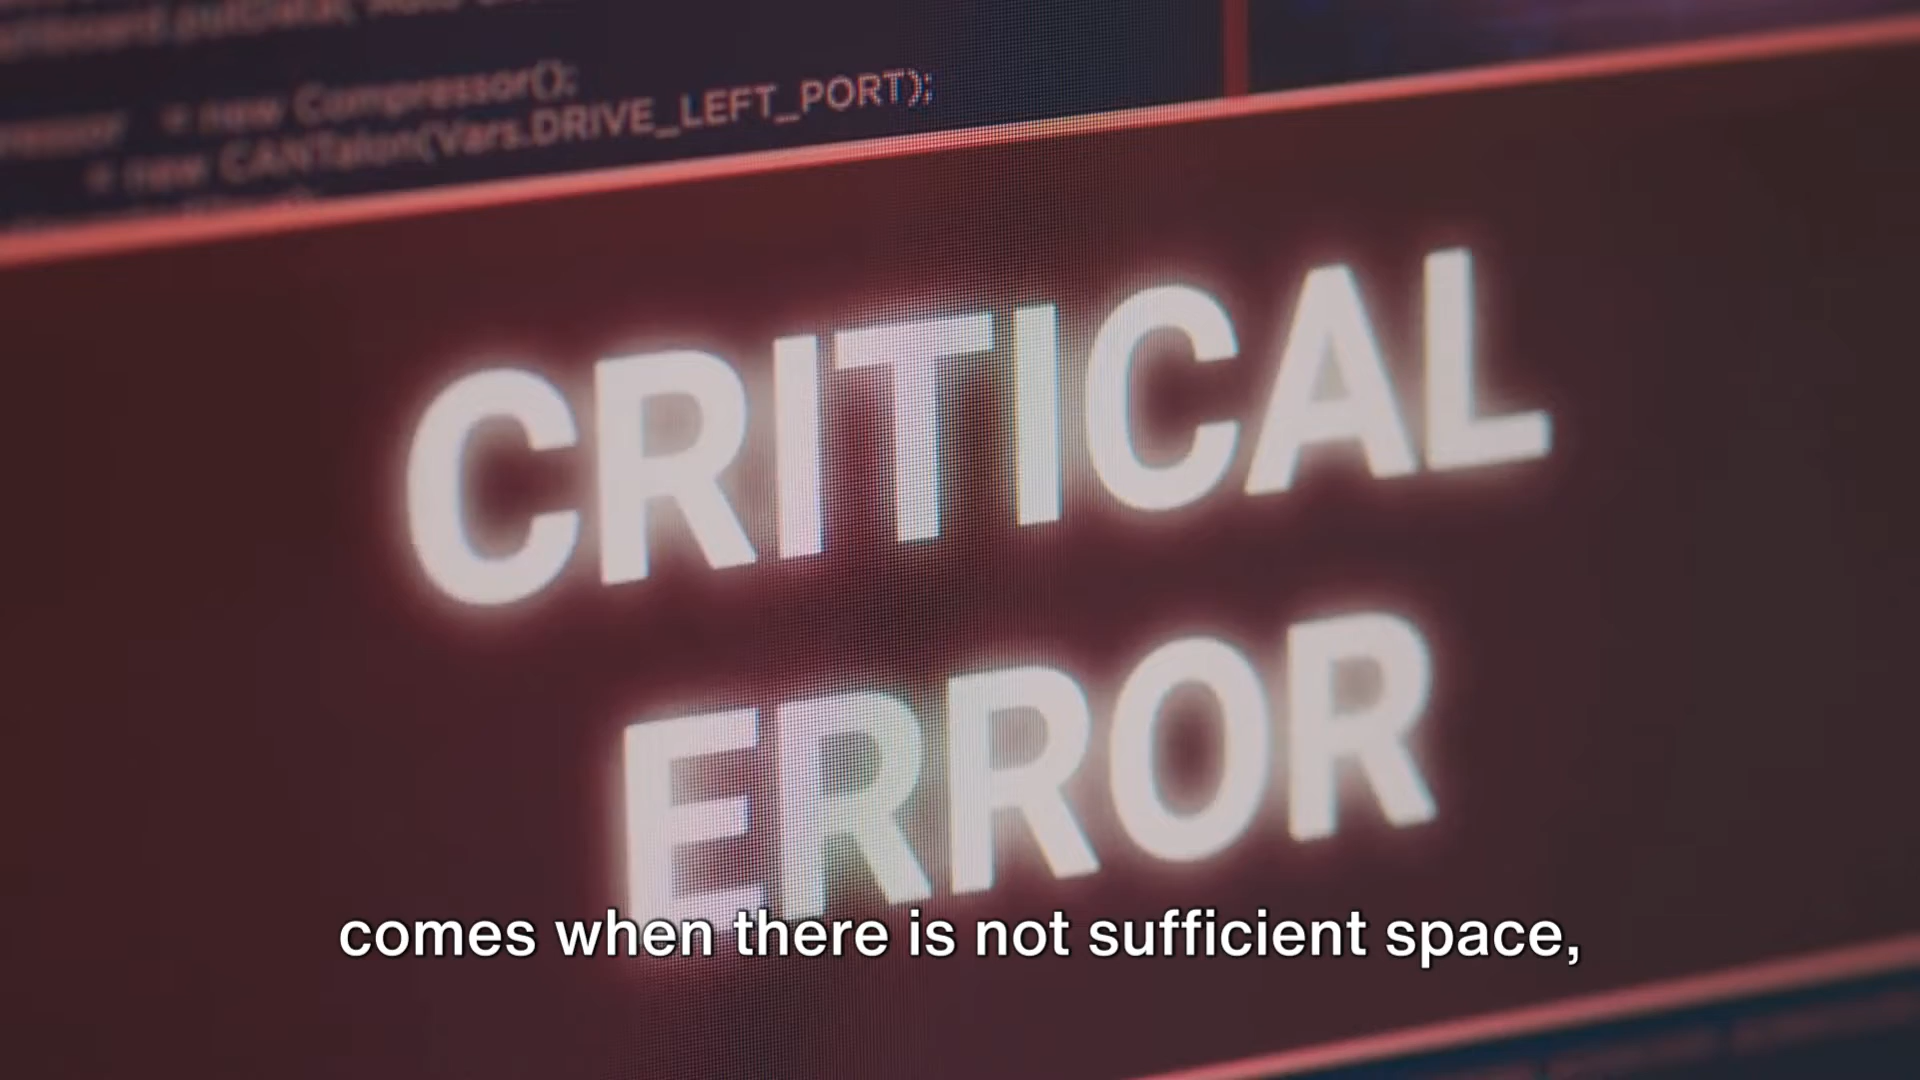 = new Compressor();
= new CANTalon(Vars.DRIVE_LEFT_PORT);
CRITICAL
ERROR
comes when there is not sufficient space,